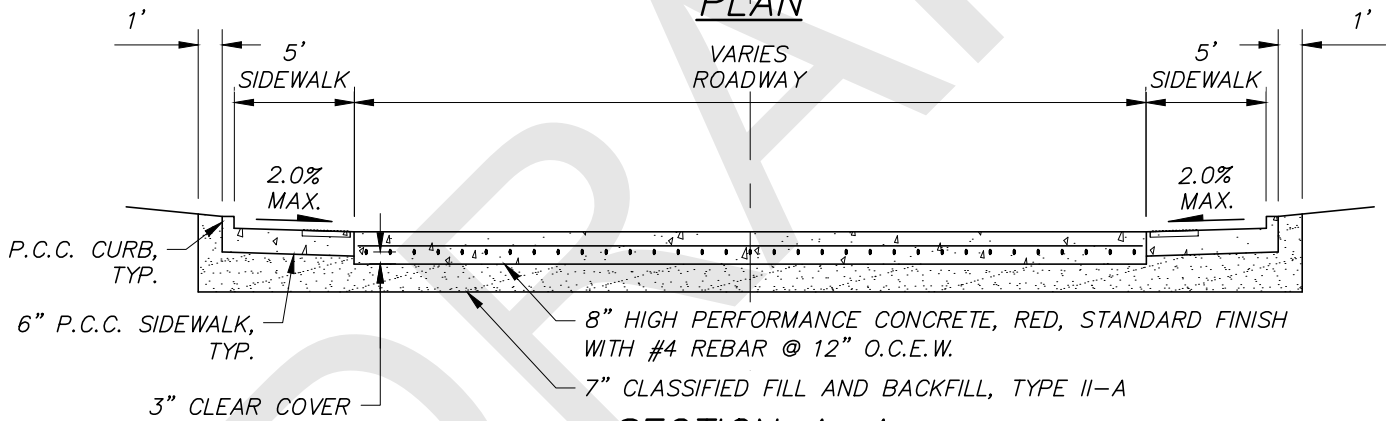 PLAN
1'
5'
SIDEWALK
VARIES
ROADWAY
5'
SIDEWALK
1'
2.0%
MAX.
2.0%
MAX.
P.C.C. CURB,
TYP.
6" P.C.C. SIDEWALK,
TYP.
8" HIGH PERFORMANCE CONCRETE, RED, STANDARD FINISH
WITH #4 REBAR @ 12" O.C.E.W.
7" CLASSIFIED FILL AND BACKFILL, TYPE II-A
3" CLEAR COVER